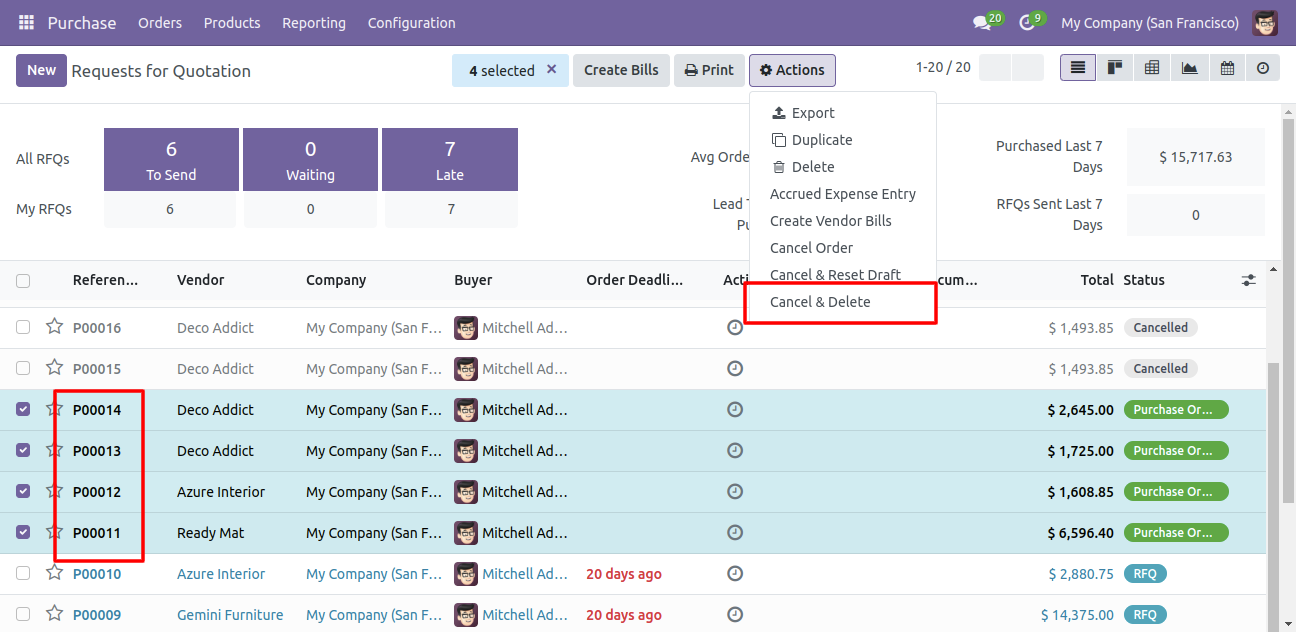 Purchase Orders Products Reporting Configuration 20 9 My Company (San Francisco)
New Requests for Quotation 4 selected × Create Bills Print Actions 1-20 / 20
Export
Duplicate
Delete
Accrued Expense Entry
Create Vendor Bills
Cancel Order
Cancel & Reset Draft
Cancel & Delete
All RFQs 6 To Send 0 Waiting 7 Late Avg Orde Purchased Last 7 Days $ 15,717.63
My RFQs 6 0 7 Lead RFQs Sent Last 7 Days 0
Referen... Vendor Company Buyer Order Deadli... Acti cum... Total Status
P00016 Deco Addict My Company (San F... Mitchell Ad... $ 1,493.85 Cancelled
P00015 Deco Addict My Company (San F... Mitchell Ad... $ 1,493.85 Cancelled
P00014 Deco Addict My Company (San F... Mitchell Ad... $ 2,645.00 Purchase Or...
P00013 Deco Addict My Company (San F... Mitchell Ad... $ 1,725.00 Purchase Or...
P00012 Azure Interior My Company (San F... Mitchell Ad... $ 1,608.85 Purchase Or...
P00011 Ready Mat My Company (San F... Mitchell Ad... $ 6,596.40 Purchase Or...
P00010 Azure Interior My Company (San F... Mitchell Ad... 20 days ago $ 2,880.75 RFQ
P00009 Gemini Furniture My Company (San F... Mitchell Ad... 20 days ago $ 14,375.00 RFQ